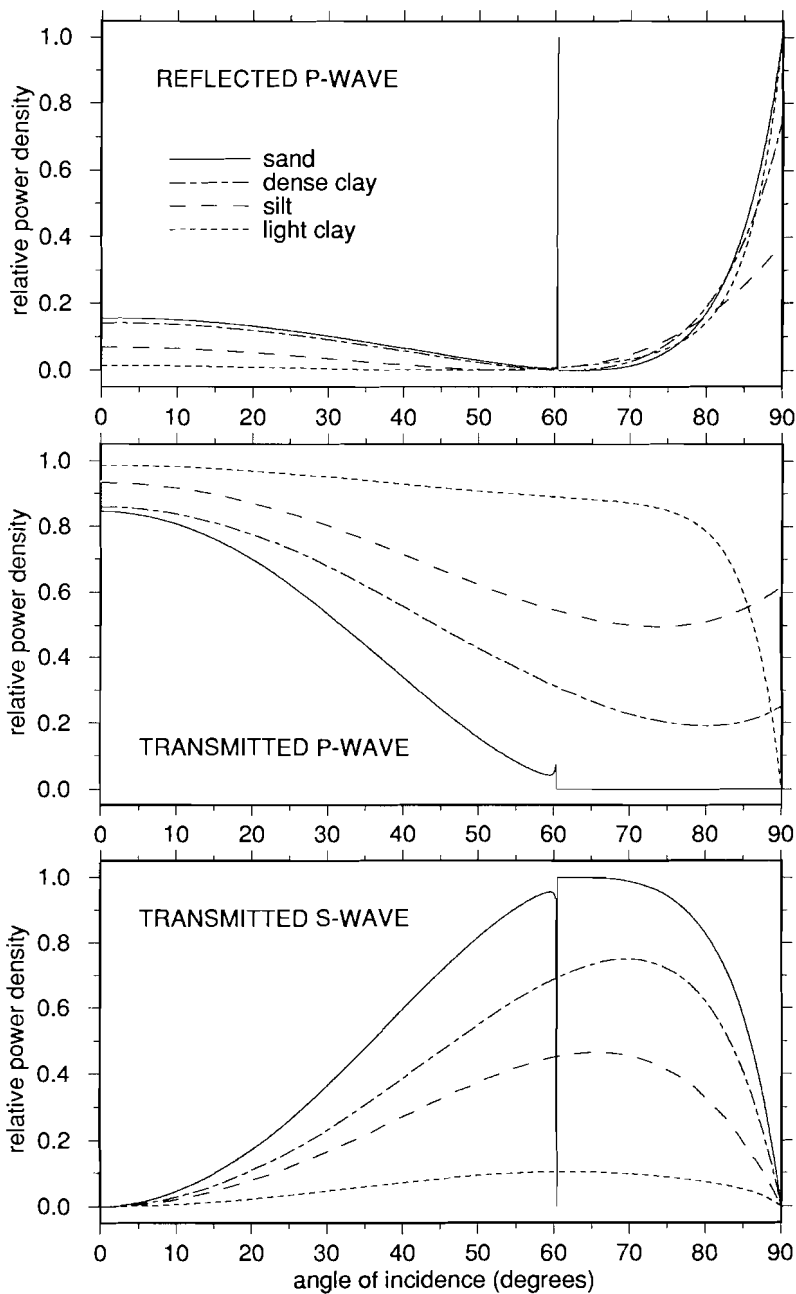 1.0
REFLECTED P-WAVE
0.8
sand
0.6
dense clay
silt
0.4
light clay
0.2
0.0
relative power density
0 10 20 30 40 50 60 70 80 90
1.0
0.8
0.6
0.4
0.2
TRANSMITTED P-WAVE
0.0
relative power density
0 10 20 30 40 50 60 70 80 90
1.0
TRANSMITTED S-WAVE
0.8
0.6
0.4
0.2
0.0
relative power density
0 10 20 30 40 50 60 70 80 90
angle of incidence (degrees)